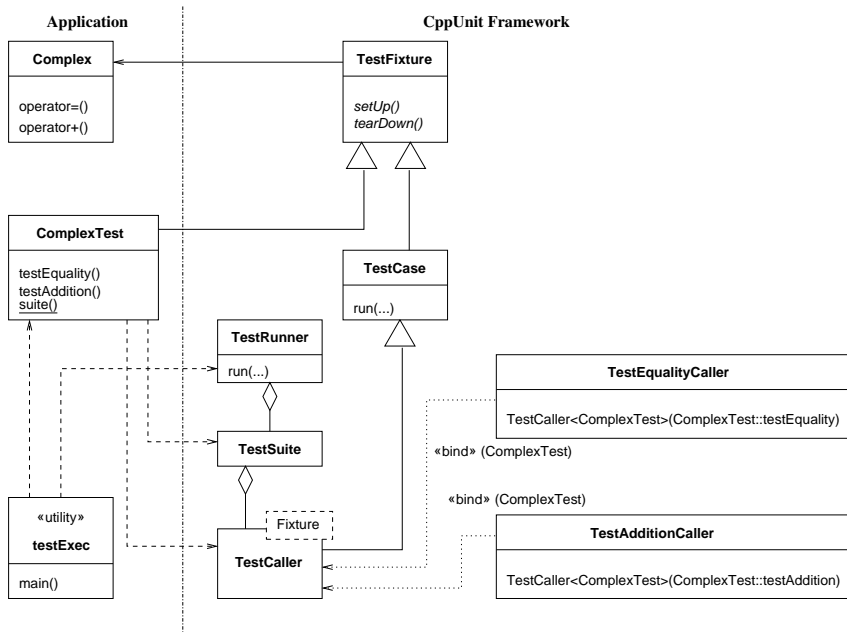 Application
CppUnit Framework
Complex
operator=()
operator+()
TestFixture
setUp()
tearDown()
ComplexTest
testEquality()
testAddition()
suite()
TestCase
run(...)
TestRunner
run(...)
TestEqualityCaller
TestCaller<ComplexTest>(ComplexTest::testEquality)
TestSuite
«bind» (ComplexTest)
«utility»
testExec
main()
Fixture
TestCaller
«bind» (ComplexTest)
TestAdditionCaller
TestCaller<ComplexTest>(ComplexTest::testAddition)